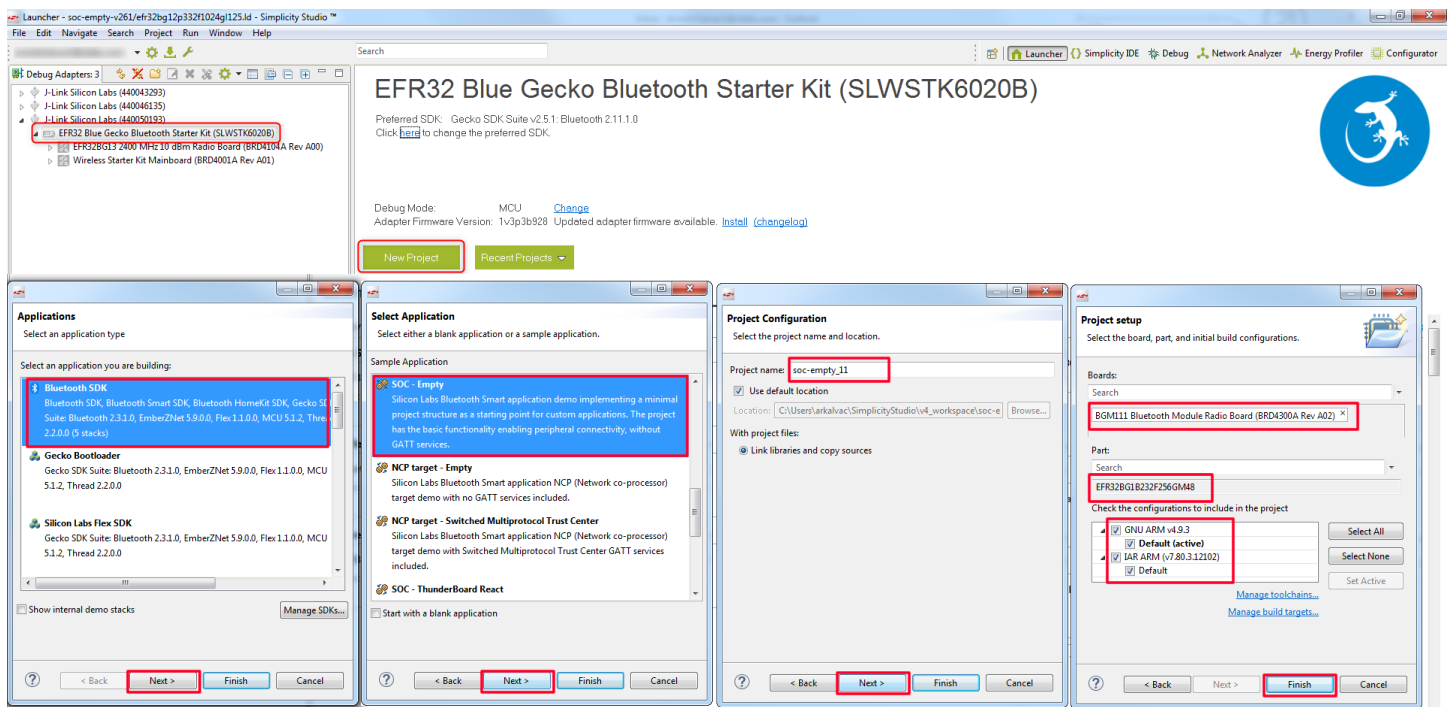 Launcher - soc-empty-v261/efr32bg12p332f1024gl125.ld - Simplicity Studio ™
File Edit Navigate Search Project Run Window Help
Search
Launcher
Simplicity IDE
Debug
Network Analyzer
Energy Profiler
Configurator
Debug Adapters: 3
J-Link Silicon Labs (440043293)
J-Link Silicon Labs (440046135)
J-Link Silicon Labs (440050193)
EFR32 Blue Gecko Bluetooth Starter Kit (SLWSTK6020B)
EFR32BG13 2400 MHz 10 dBm Radio Board (BRD4104A Rev A00)
Wireless Starter Kit Mainboard (BRD4001A Rev A01)
EFR32 Blue Gecko Bluetooth Starter Kit (SLWSTK6020B)
Preferred SDK: Gecko SDK Suite v2.5.1: Bluetooth 2.11.1.0
Click here to change the preferred SDK.
Debug Mode: MCU Change
Adapter Firmware Version: 1v3p3b928 Updated adapter firmware available. Install (changelog)
New Project
Recent Projects
Applications
Select an application type
Select an application you are building:
Bluetooth SDK
Bluetooth SDK, Bluetooth Smart SDK, Bluetooth HomeKit SDK, Gecko SD
Suite: Bluetooth 2.3.1.0, EmberZNet 5.9.0.0, Flex 1.1.0.0, MCU 5.1.2, Threa
2.2.0.0 (5 stacks)
Gecko Bootloader
Gecko SDK Suite: Bluetooth 2.3.1.0, EmberZNet 5.9.0.0, Flex 1.1.0.0, MCU
5.1.2, Thread 2.2.0.0
Silicon Labs Flex SDK
Gecko SDK Suite: Bluetooth 2.3.1.0, EmberZNet 5.9.0.0, Flex 1.1.0.0, MCU
5.1.2, Thread 2.2.0.0
Show internal demo stacks
Manage SDKs...
< Back
Next >
Finish
Cancel
Select Application
Select either a blank application or a sample application.
Sample Application
SOC - Empty
Silicon Labs Bluetooth Smart application demo implementing a minimal
project structure as a starting point for custom applications. The project
has the basic functionality enabling peripheral connectivity, without
GATT services.
NCP target - Empty
Silicon Labs Bluetooth Smart application NCP (Network co-processor)
target demo with no GATT services included.
NCP target - Switched Multiprotocol Trust Center
Silicon Labs Bluetooth Smart application NCP (Network co-processor)
target demo with Switched Multiprotocol Trust Center GATT services
included.
SOC - ThunderBoard React
Start with a blank application
< Back
Next >
Finish
Cancel
Project Configuration
Select the project name and location.
Project name: soc-empty_11
Use default location
Location: C:\Users\arkalvac\SimplicityStudio\v4_workspace\soc-e
Browse...
With project files:
Link libraries and copy sources
< Back
Next >
Finish
Cancel
Project setup
Select the board, part, and initial build configurations.
Boards:
Search
BGM111 Bluetooth Module Radio Board (BRD4300A Rev A02) ×
Part:
Search
EFR32BG1B232F256GM48
Check the configurations to include in the project
GNU ARM v4.9.3
Default (active)
IAR ARM (v7.80.3.12102)
Default
Select All
Select None
Set Active
Manage toolchains...
Manage build targets...
< Back
Next >
Finish
Cancel